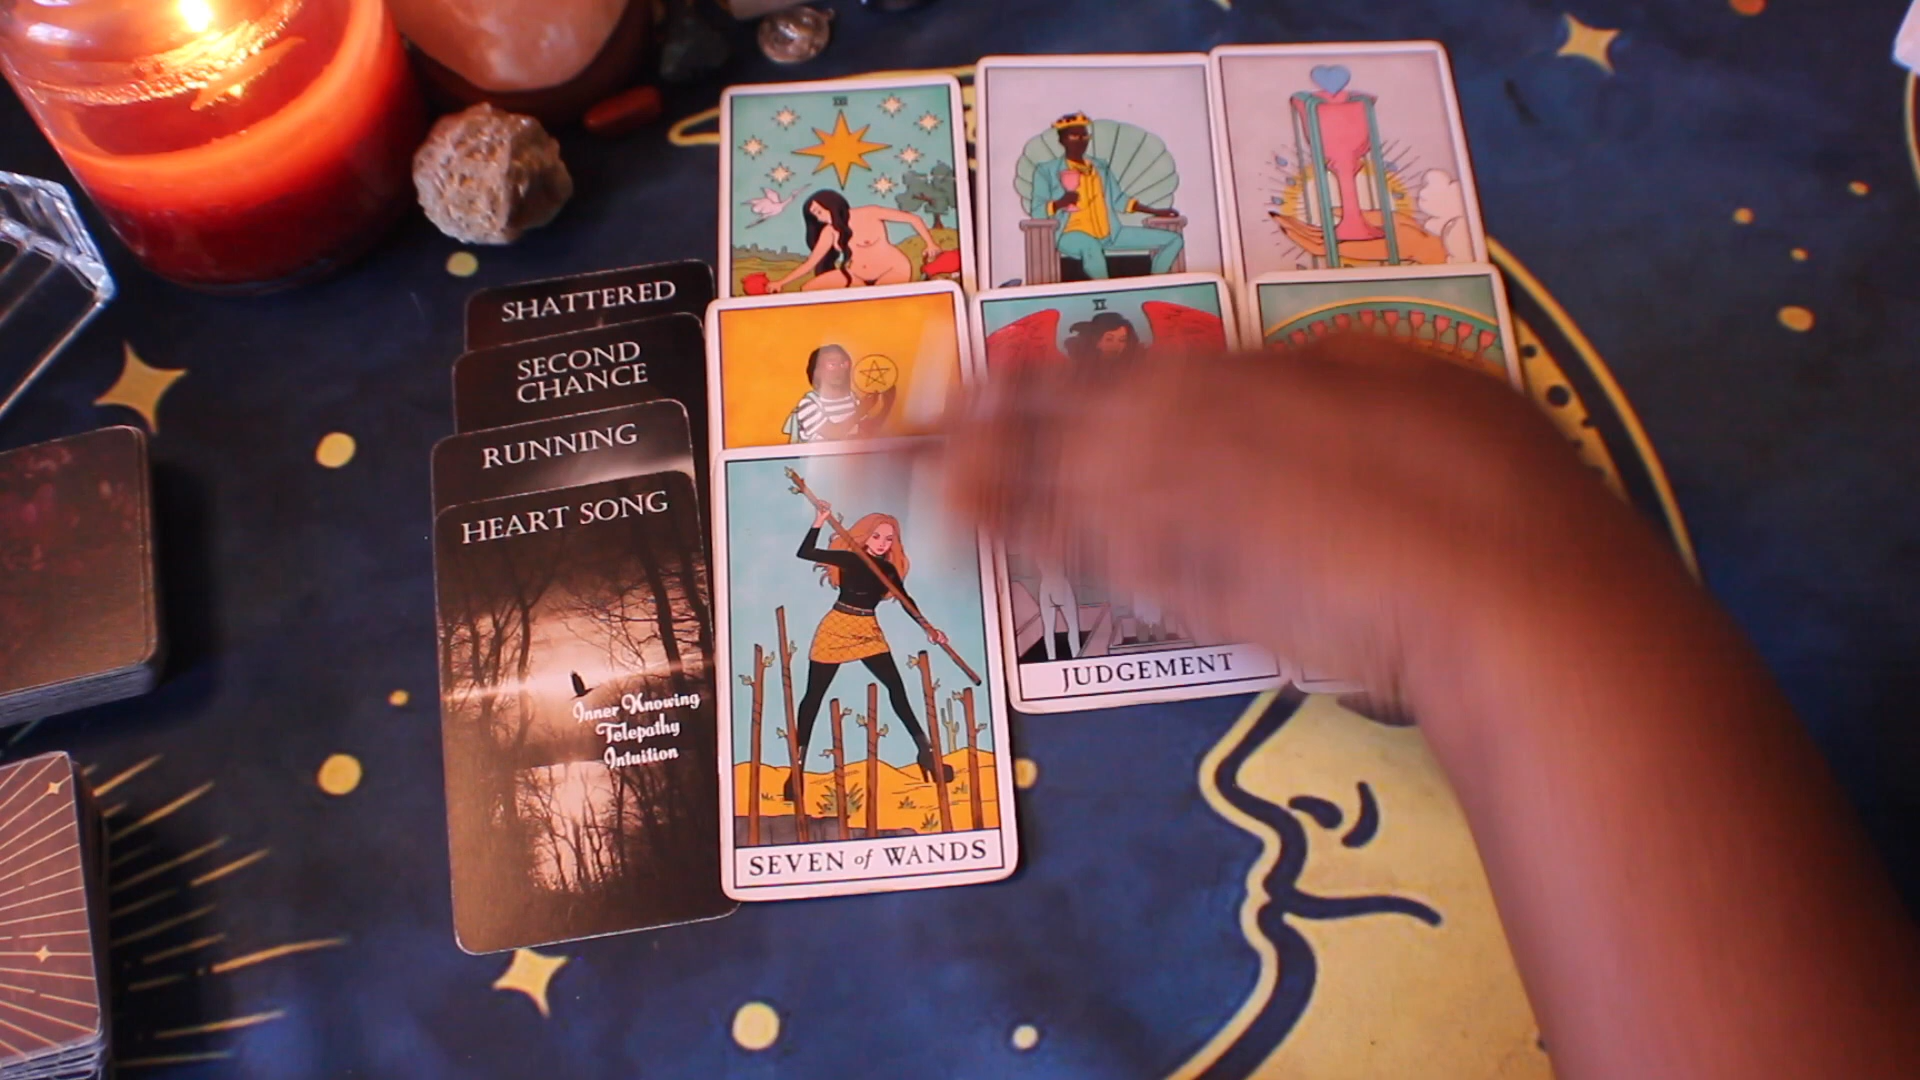 SHATTERED
SECOND
CHANCE
RUNNING
HEART SONG
Inner Knowing
Telepathy
Intuition
SEVEN of WANDS
JUDGEMENT